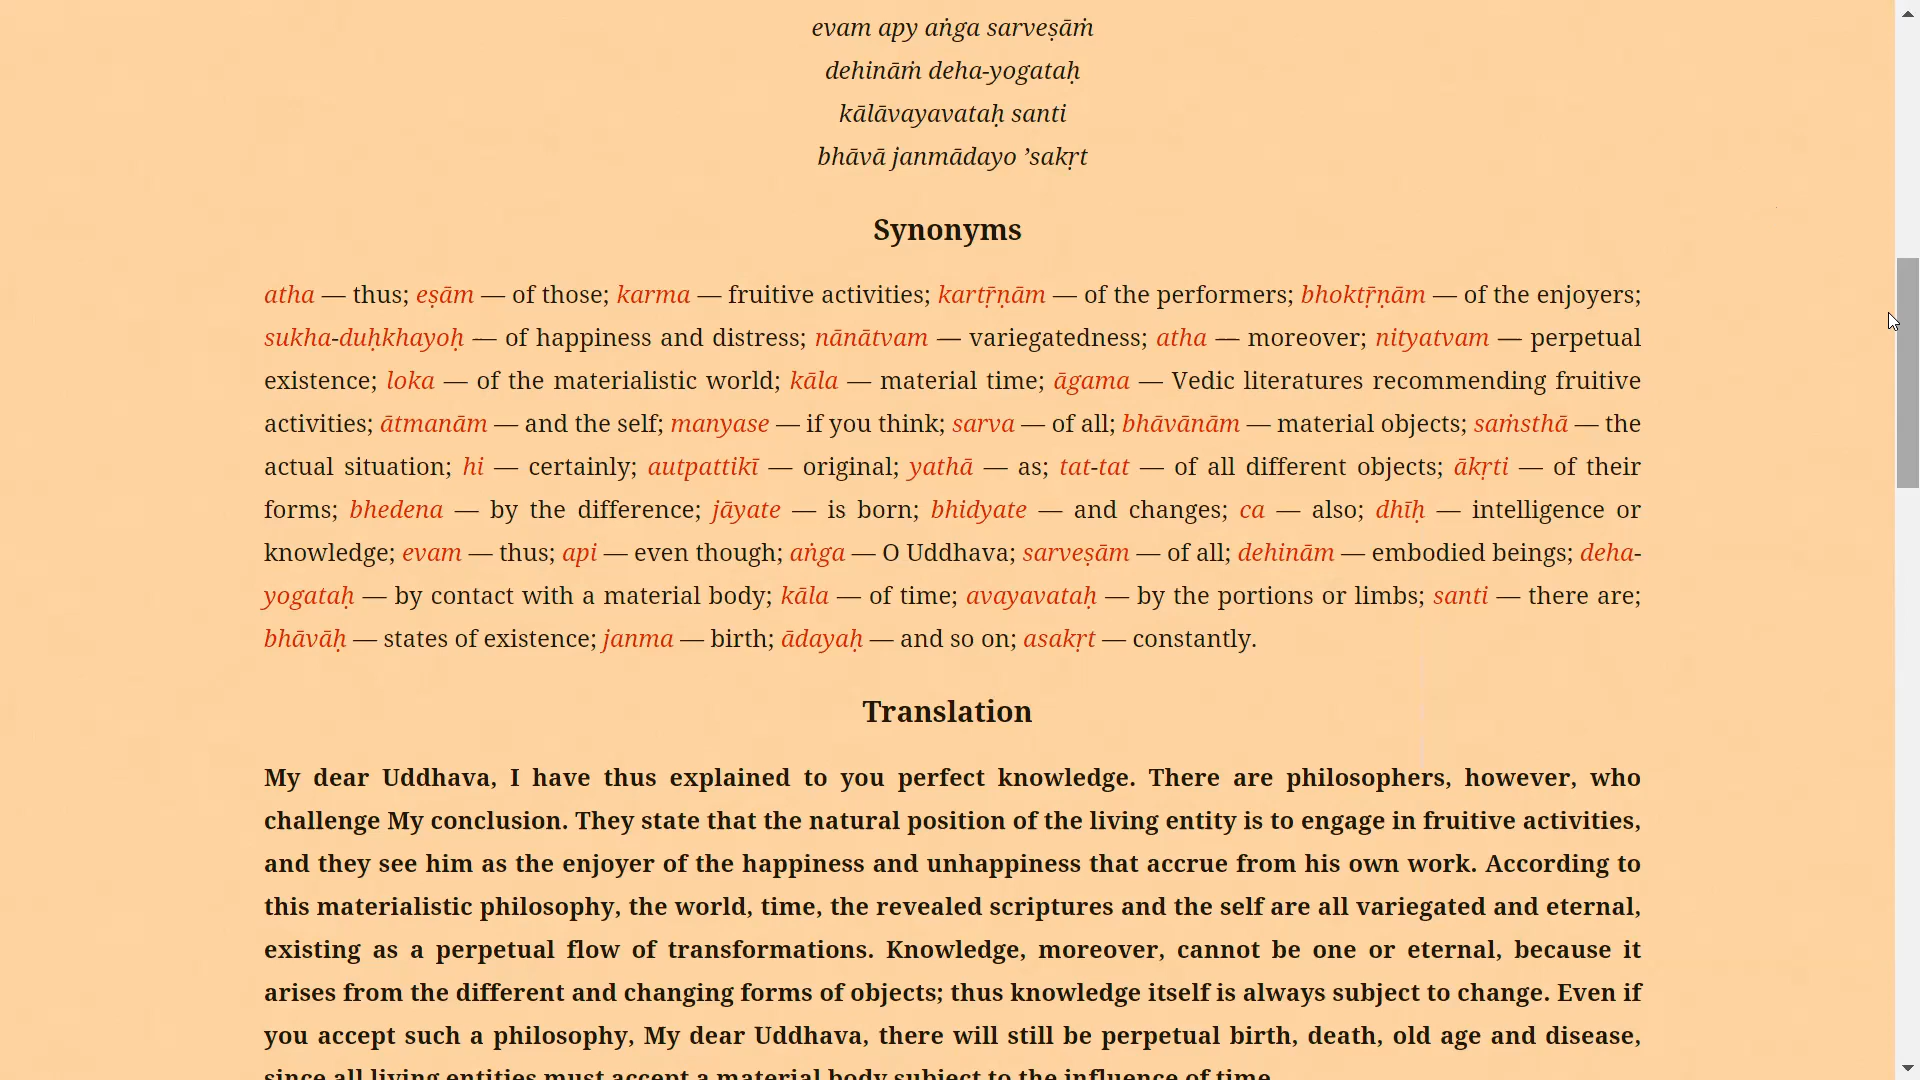 evam apy aṅga sarveṣāṁ
dehināṁ deha-yogataḥ
kālāvayavataḥ santi
bhāvā janmādayo ’sakṛt
Synonyms
atha — thus; eṣām — of those; karma — fruitive activities; kartṝṇām — of the performers; bhoktṝṇām — of the enjoyers;
sukha-duḥkhayoḥ — of happiness and distress; nānātvam — variegatedness; atha — moreover; nityatvam — perpetual
existence; loka — of the materialistic world; kāla — material time; āgama — Vedic literatures recommending fruitive
activities; ātmanām — and the self; manyase — if you think; sarva — of all; bhāvānām — material objects; saṁsthā — the
actual situation; hi — certainly; autpattikī — original; yathā — as; tat-tat — of all different objects; ākṛti — of their
forms; bhedena — by the difference; jāyate — is born; bhidyate — and changes; ca — also; dhīḥ — intelligence or
knowledge; evam — thus; api — even though; aṅga — O Uddhava; sarveṣām — of all; dehinām — embodied beings; deha-
yogataḥ — by contact with a material body; kāla — of time; avayavataḥ — by the portions or limbs; santi — there are;
bhāvāḥ — states of existence; janma — birth; ādayaḥ — and so on; asakṛt — constantly.
Translation
My dear Uddhava, I have thus explained to you perfect knowledge. There are philosophers, however, who
challenge My conclusion. They state that the natural position of the living entity is to engage in fruitive activities,
and they see him as the enjoyer of the happiness and unhappiness that accrue from his own work. According to
this materialistic philosophy, the world, time, the revealed scriptures and the self are all variegated and eternal,
existing as a perpetual flow of transformations. Knowledge, moreover, cannot be one or eternal, because it
arises from the different and changing forms of objects; thus knowledge itself is always subject to change. Even if
you accept such a philosophy, My dear Uddhava, there will still be perpetual birth, death, old age and disease,
since all living entities must accept a material body subject to the influence of time.